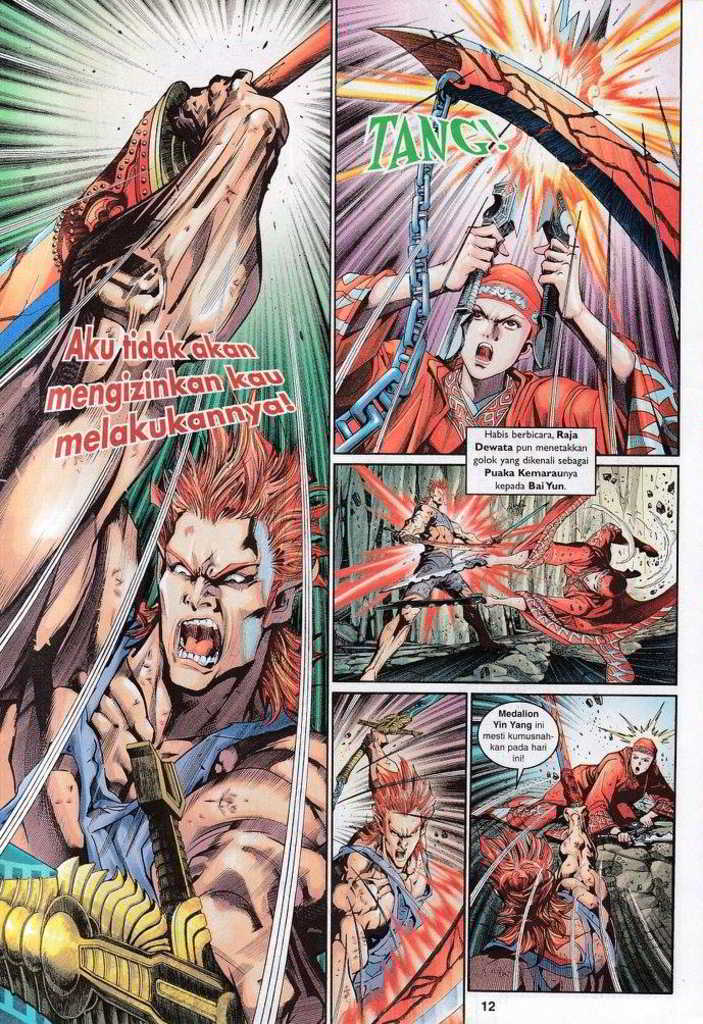 Aku tidak akan
mengizinkan kau
melakukannya!
TANG!
Habis berbicara, Raja
Dewata pun menetakkan
golok yang dikenali sebagai
Puaka Kemaraunya
kepada Bai Yun.
Medalion
Yin Yang ini
mesti kumusnah-
kan pada hari
ini!
12